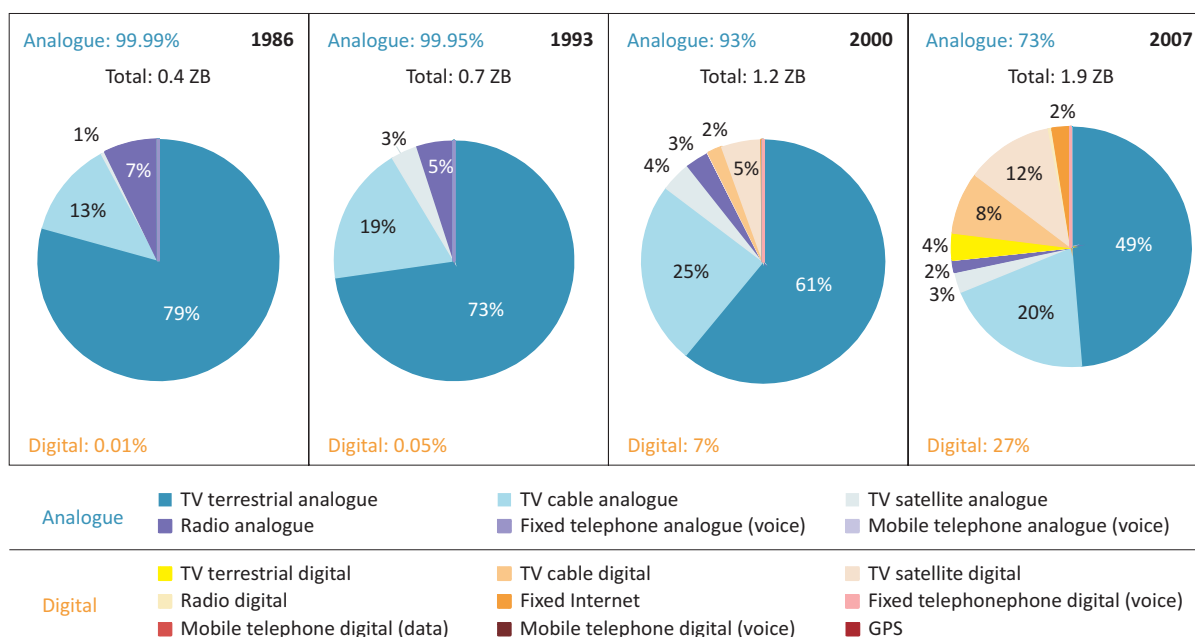 Analogue: 99.99% 1986
Total: 0.4 ZB
1%
7%
13%
79%
Digital: 0.01%
Analogue: 99.95% 1993
Total: 0.7 ZB
3%
5%
19%
73%
Digital: 0.05%
Analogue: 93% 2000
Total: 1.2 ZB
2%
3%
4%
5%
25%
61%
Digital: 7%
Analogue: 73% 2007
Total: 1.9 ZB
2%
12%
8%
4%
49%
2%
3%
20%
Digital: 27%
Analogue
TV terrestrial analogue TV cable analogue TV satellite analogue
Radio analogue Fixed telephone analogue (voice) Mobile telephone analogue (voice)
Digital
TV terrestrial digital TV cable digital TV satellite digital
Radio digital Fixed Internet Fixed telephonephone digital (voice)
Mobile telephone digital (data) Mobile telephone digital (voice) GPS